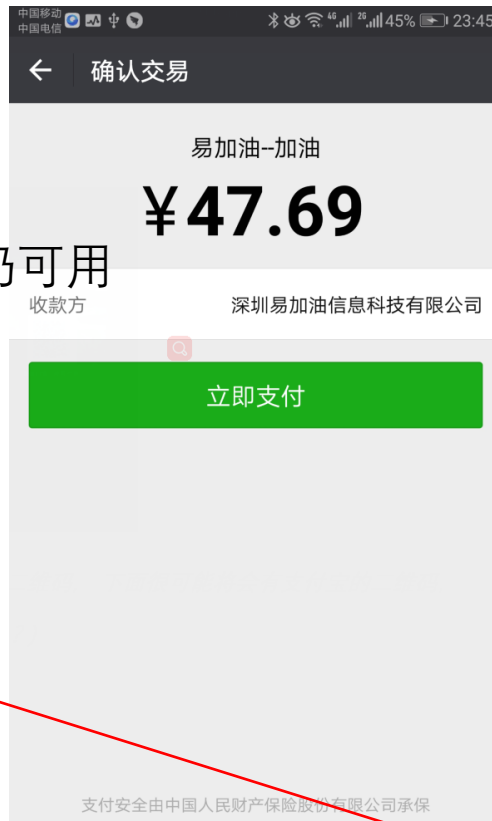 中国移动
中国电信
4G 2G 45% 23:45
确认交易
易加油--加油
¥47.69
仍可用
收款方 深圳易加油信息科技有限公司
立即支付
支付安全由中国人民财产保险股份有限公司承保